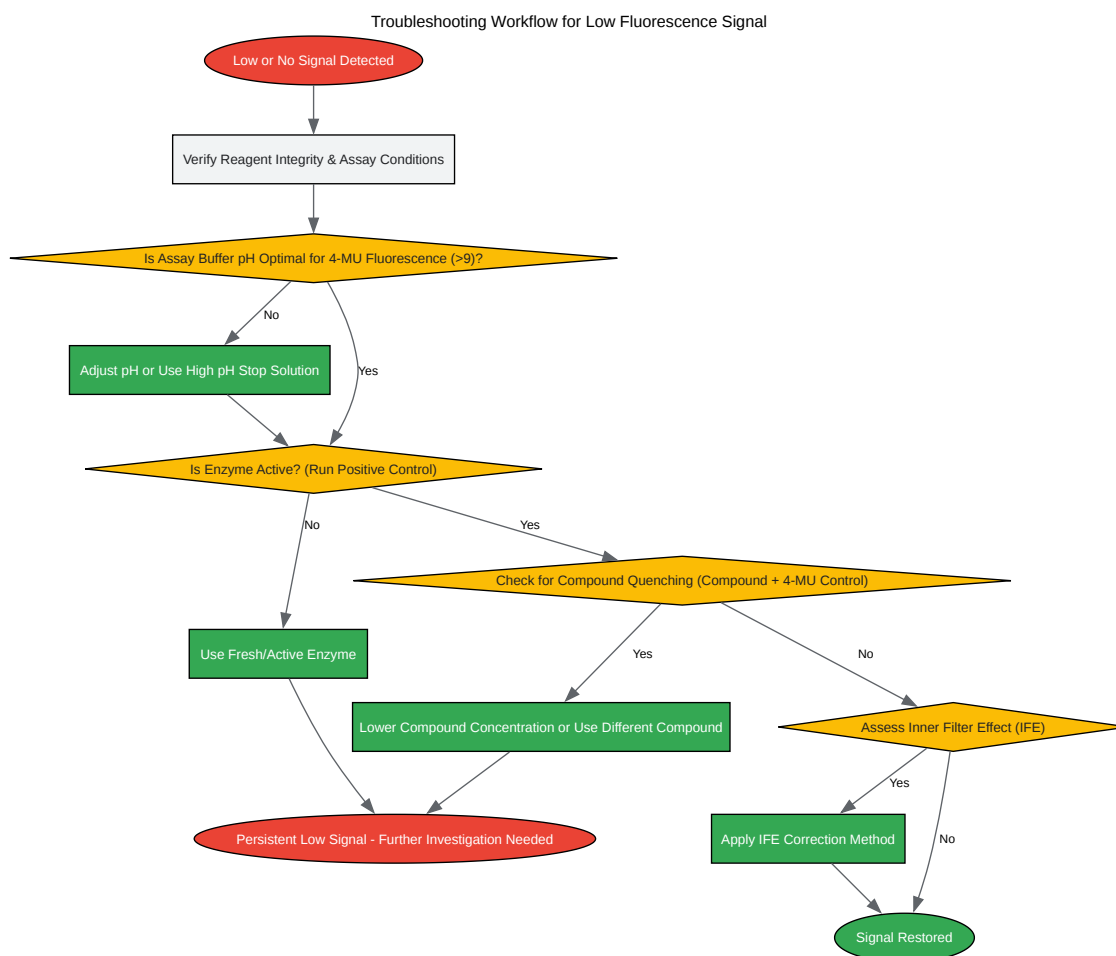 Troubleshooting Workflow for Low Fluorescence Signal
Low or No Signal Detected
Verify Reagent Integrity & Assay Conditions
Is Assay Buffer pH Optimal for 4-MU Fluorescence (>9)?
No
Adjust pH or Use High pH Stop Solution
Yes
Is Enzyme Active? (Run Positive Control)
No
Yes
Check for Compound Quenching (Compound + 4-MU Control)
Use Fresh/Active Enzyme
Yes
No
Lower Compound Concentration or Use Different Compound
Assess Inner Filter Effect (IFE)
Yes
Persistent Low Signal - Further Investigation Needed
Apply IFE Correction Method
No
Signal Restored